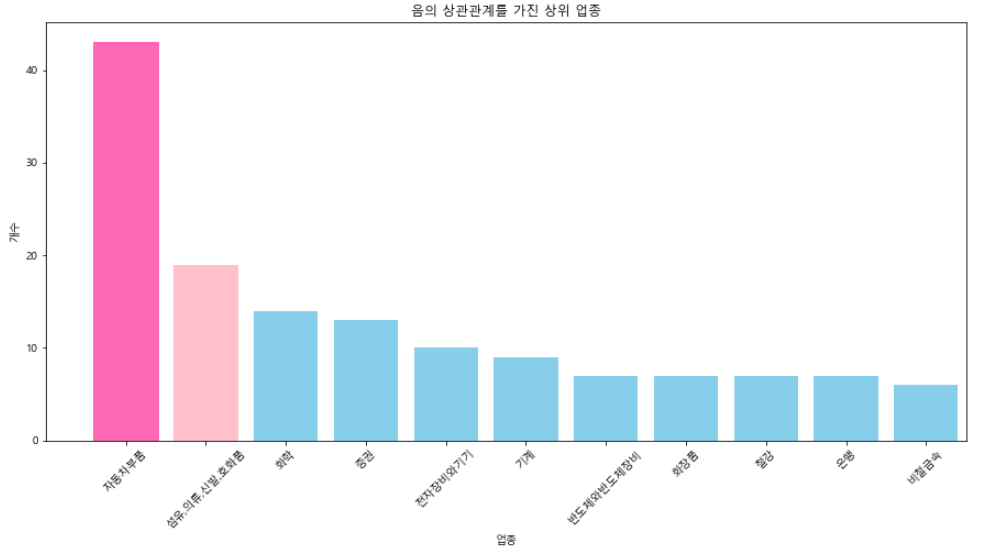 음의 상관관계를 가진 상위 업종
개수
40
30
20
10
0
자동차부품
섬유,의류,신발,호화품
화학
증권
전자장비와기기
기계
반도체와반도체장비
화장품
철강
은행
비철금속
업종